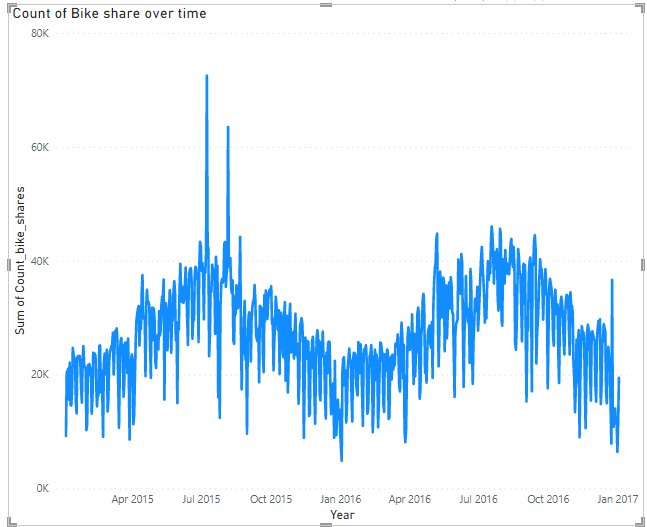 Count of Bike share over time
80K
60K
40K
20K
0K
Sum of Count_bike_shares
Apr 2015
Jul 2015
Oct 2015
Jan 2016
Apr 2016
Jul 2016
Oct 2016
Jan 2017
Year